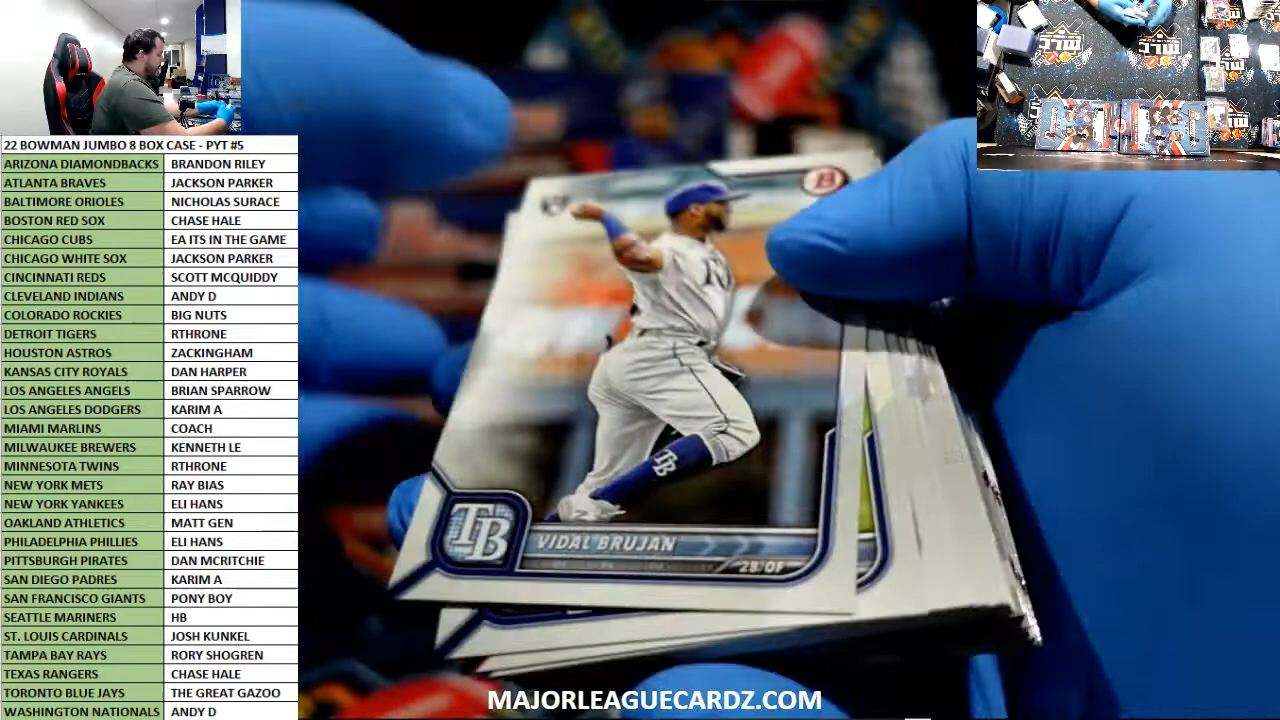 22 BOWMAN JUMBO 8 BOX CASE - PYT #5
ARIZONA DIAMONDBACKS BRANDON RILEY
ATLANTA BRAVES JACKSON PARKER
BALTIMORE ORIOLES NICHOLAS SURACE
BOSTON RED SOX CHASE HALE
CHICAGO CUBS EA ITS IN THE GAME
CHICAGO WHITE SOX JACKSON PARKER
CINCINNATI REDS SCOTT MCQUIDDY
CLEVELAND INDIANS ANDY D
COLORADO ROCKIES BIG NUTS
DETROIT TIGERS RTHRONE
HOUSTON ASTROS ZACKINGHAM
KANSAS CITY ROYALS DAN HARPER
LOS ANGELES ANGELS BRIAN SPARROW
LOS ANGELES DODGERS KARIM A
MIAMI MARLINS COACH
MILWAUKEE BREWERS KENNETH LE
MINNESOTA TWINS RTHRONE
NEW YORK METS RAY BIAS
NEW YORK YANKEES ELI HANS
OAKLAND ATHLETICS MATT GEN
PHILADELPHIA PHILLIES ELI HANS
PITTSBURGH PIRATES DAN MCRITCHIE
SAN DIEGO PADRES KARIM A
SAN FRANCISCO GIANTS PONY BOY
SEATTLE MARINERS HB
ST. LOUIS CARDINALS JOSH KUNKEL
TAMPA BAY RAYS RORY SHOGREN
TEXAS RANGERS CHASE HALE
TORONTO BLUE JAYS THE GREAT GAZOO
WASHINGTON NATIONALS ANDY D
B
TB
TB
VIDAL BRUJAN
2B/OF
MAJORLEAGUECARDZ.COM